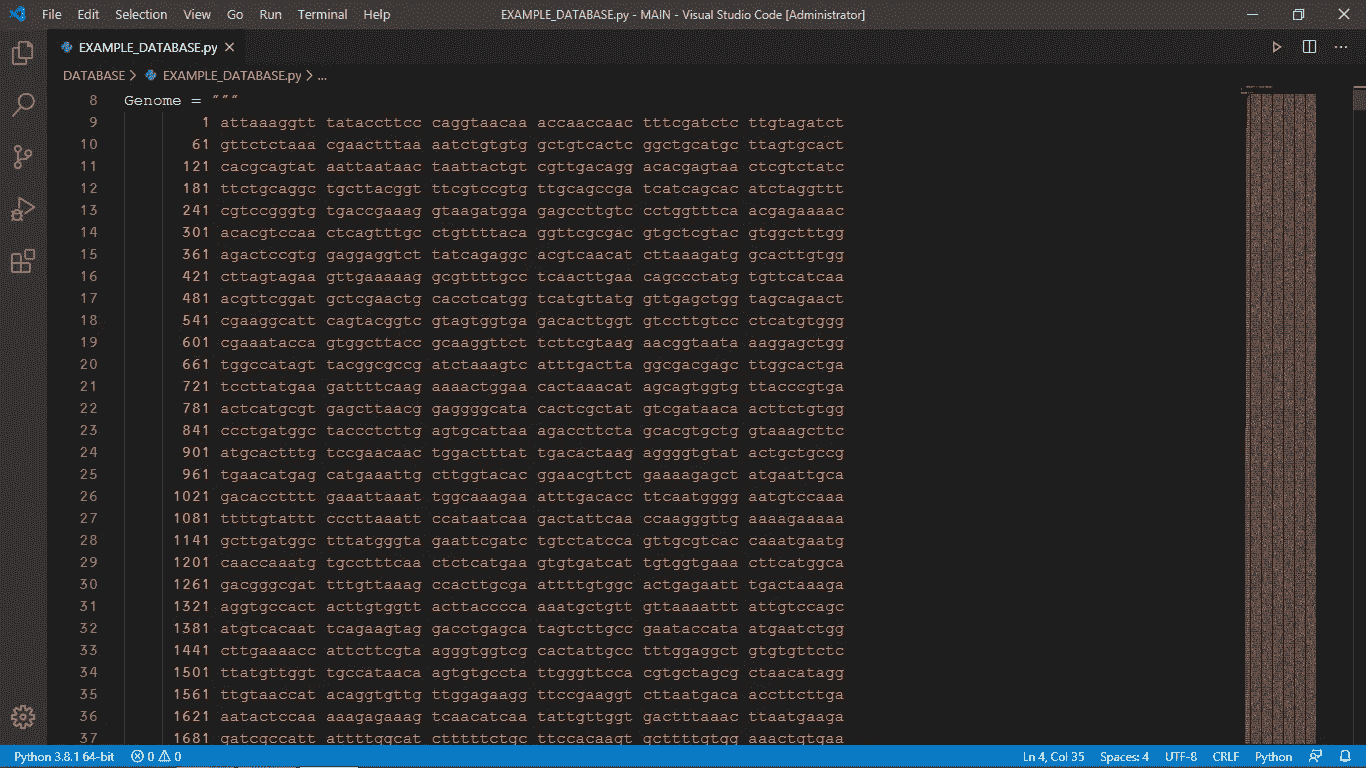 File Edit Selection View Go Run Terminal Help EXAMPLE_DATABASE.py - MAIN - Visual Studio Code [Administrator]
EXAMPLE_DATABASE.py
DATABASE > EXAMPLE_DATABASE.py > ...
8 Genome = """
9 1 attaaaggtt tataccttcc caggtaacaa accaaccaac tttcgatctc ttgtagatct
10 61 gttctctaaa cgaactttaa aatctgtgtg gctgtcactc ggctgcatgc ttagtgcact
11 121 cacgcagtat aattaataac taattactgt cgttgacagg acacgagtaa ctcgtctatc
12 181 ttctgcaggc tgcttacggt ttcgtccgtg ttgcagccga tcatcagcac atctaggttt
13 241 cgtccgggtg tgaccgaaag gtaagatgga gagccttgtc cctggtttca acgagaaaac
14 301 acacgtccaa ctcagtttgc ctgttttaca ggttcgcgac gtgctcgtac gtggctttgg
15 361 agactccgtg gaggaggtct tatcagaggc acgtcaacat cttaaagatg gcacttgtgg
16 421 cttagtagaa gttgaaaaag gcgttttgcc tcaacttgaa cagccctatg tgttcatcaa
17 481 acgttcggat gctcgaactg cacctcatgg tcatgttatg gttgagctgg tagcagaact
18 541 cgaaggcatt cagtacggtc gtagtggtga gacacttggt gtccttgtcc ctcatgtggg
19 601 cgaaatacca gtggcttacc gcaaggttct tcttcgtaag aacggtaata aaggagctgg
20 661 tggccatagt tacggcgccg atctaaagtc atttgactta ggcgacgagc ttggcactga
21 721 tccttatgaa gattttcaag aaaactggaa cactaaacat agcagtggtg ttacccgtga
22 781 actcatgcgt gagcttaacg gaggggcata cactcgctat gtcgataaca acttctgtgg
23 841 ccctgatggc taccctcttg agtgcattaa agaccttcta gcacgtgctg gtaaagcttc
24 901 atgcactttg tccgaacaac tggactttat tgacactaag aggggtgtat actgctgccg
25 961 tgaacatgag catgaaattg cttggtacac ggaacgttct gaaaagagct atgaattgca
26 1021 gacacctttt gaaattaaat tggcaaagaa atttgacacc ttcaatgggg aatgtccaaa
27 1081 ttttgtattt cccttaaatt ccataatcaa gactattcaa ccaagggttg aaaagaaaaa
28 1141 gcttgatggc tttatgggta gaattcgatc tgtctatcca gttgcgtcac caaatgaatg
29 1201 caaccaaatg tgcctttcaa ctctcatgaa gtgtgatcat tgtggtgaaa cttcatggca
30 1261 gacgggcgat tttgttaaag ccacttgcga attttgtggc actgagaatt tgactaaaga
31 1321 aggtgccact acttgtggtt acttacccca aaatgctgtt gttaaaattt attgtccagc
32 1381 atgtcacaat tcagaagtag gacctgagca tagtcttgcc gaataccata atgaatctgg
33 1441 cttgaaaacc attcttcgta agggtggtcg cactattgcc tttggaggct gtgtgttctc
34 1501 ttatgttggt tgccataaca agtgtgccta ttgggttcca cgtgctagcg ctaacatagg
35 1561 ttgtaaccat acaggtgttg ttggagaagg ttccgaaggt cttaatgaca accttcttga
36 1621 aatactccaa aaagagaaag tcaacatcaa tattgttggt gactttaaac ttaatgaaga
37 1681 gatcgccatt attttggcat ctttttctgc ttccacaagt gcttttgtgg aaactgtgaa
Python 3.8.1 64-bit 0 0 Ln 4, Col 35 Spaces: 4 UTF-8 CRLF Python